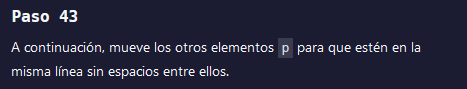 Paso 43
A continuación, mueve los otros elementos p para que estén en la
misma línea sin espacios entre ellos.